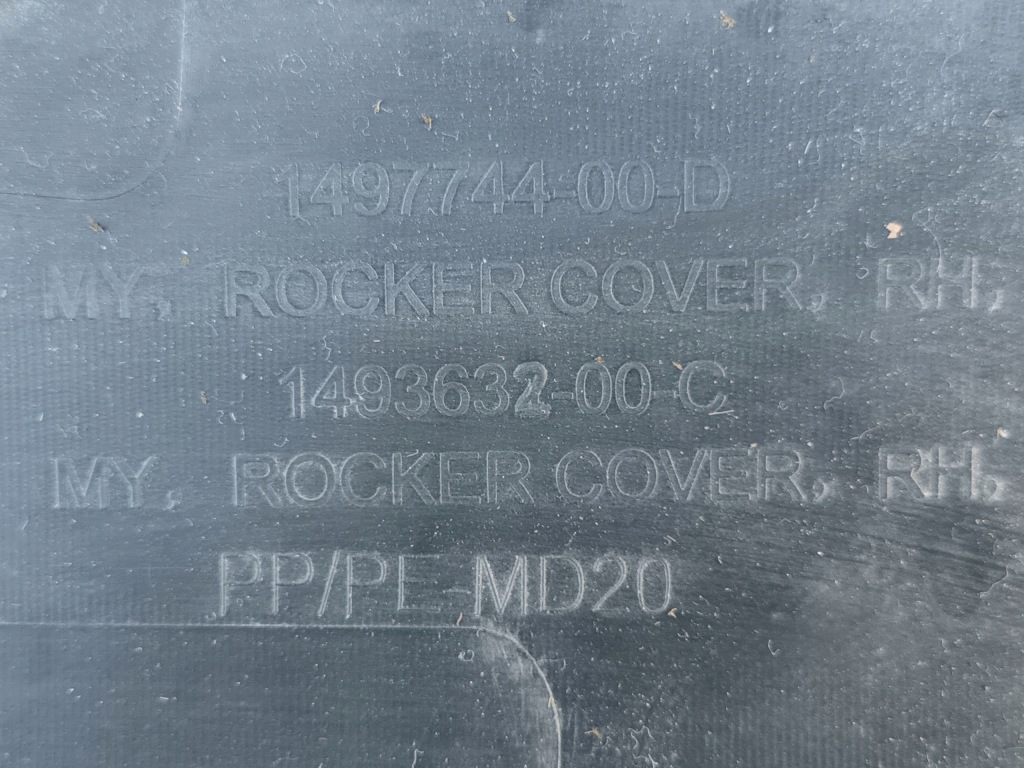 1497744-00-D
MY, ROCKER COVER, RH,
1493632-00-C
MY, ROCKER COVER, RH,
PP/PE-MD20